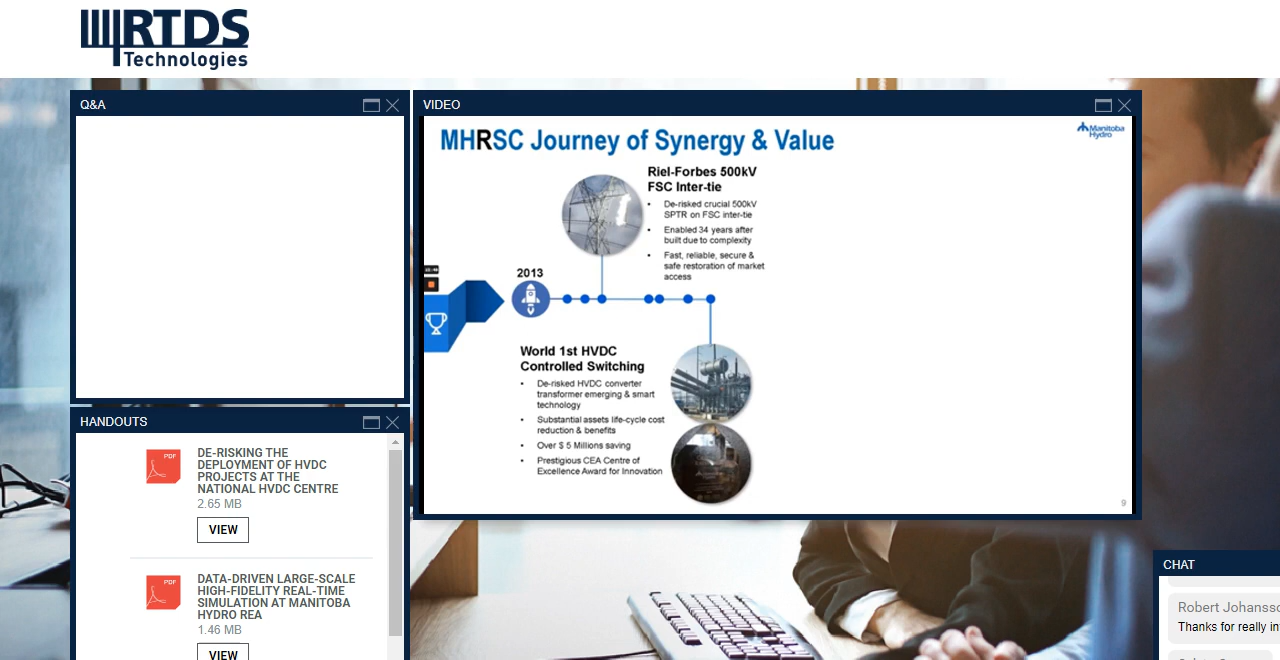 RTDS
Technologies
Q&A
VIDEO
MHRSC Journey of Synergy & Value
Manitoba
Hydro
Riel-Forbes 500kV
FSC Inter-tie
• De-risked crucial 500kV
SPTR on FSC inter-tie
• Enabled 34 years after
built due to complexity
• Fast, reliable, secure &
safe restoration of market
access
2013
World 1st HVDC
Controlled Switching
• De-risked HVDC converter
transformer emerging & smart
technology
• Substantial assets life-cycle cost
reduction & benefits
• Over $ 5 Millions saving
• Prestigious CEA Centre of
Excellence Award for Innovation
9
HANDOUTS
PDF
DE-RISKING THE
DEPLOYMENT OF HVDC
PROJECTS AT THE
NATIONAL HVDC CENTRE
2.65 MB
VIEW
PDF
DATA-DRIVEN LARGE-SCALE
HIGH-FIDELITY REAL-TIME
SIMULATION AT MANITOBA
HYDRO REA
1.46 MB
VIEW
CHAT
Robert Johansso
Thanks for really in